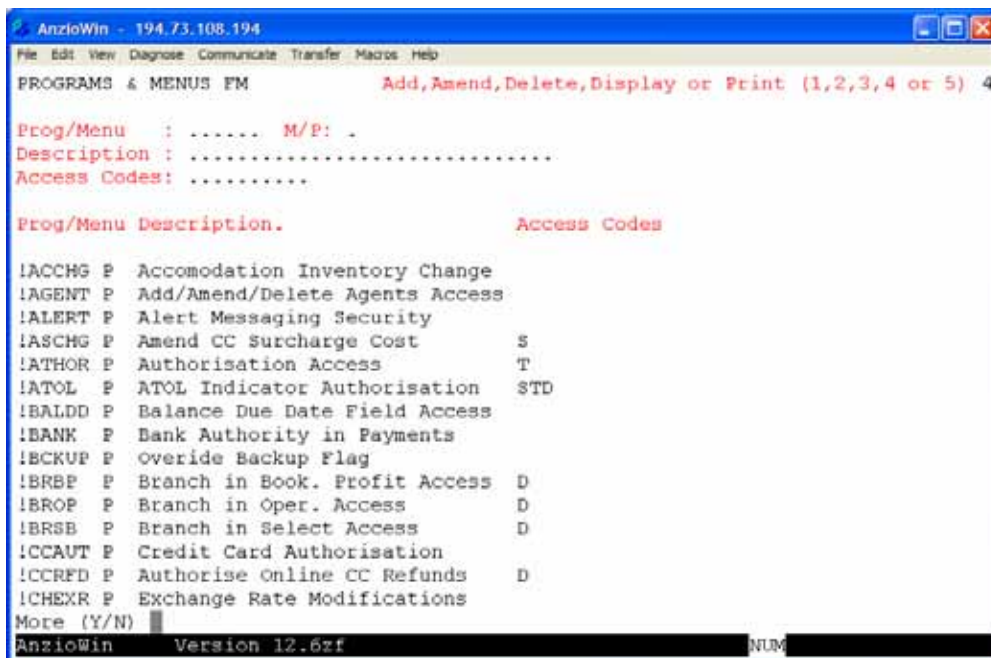 AnzioWin - 194.73.108.194
File Edit View Diagnose Communicate Transfer Macros Help
PROGRAMS & MENUS FM Add,Amend,Delete,Display or Print (1,2,3,4 or 5) 4
Prog/Menu : ...... M/P: .
Description : ..............................
Access Codes: ..........
Prog/Menu Description. Access Codes
!ACCHG P Accomodation Inventory Change
!AGENT P Add/Amend/Delete Agents Access
!ALERT P Alert Messaging Security
!ASCHG P Amend CC Surcharge Cost S
!ATHOR P Authorisation Access T
!ATOL P ATOL Indicator Authorisation STD
!BALDD P Balance Due Date Field Access
!BANK P Bank Authority in Payments
!BCKUP P Overide Backup Flag
!BRBP P Branch in Book. Profit Access D
!BROP P Branch in Oper. Access D
!BRSB P Branch in Select Access D
!CCAUT P Credit Card Authorisation
!CCRFD P Authorise Online CC Refunds D
!CHEXR P Exchange Rate Modifications
More (Y/N)
AnzioWin Version 12.6zf NUM